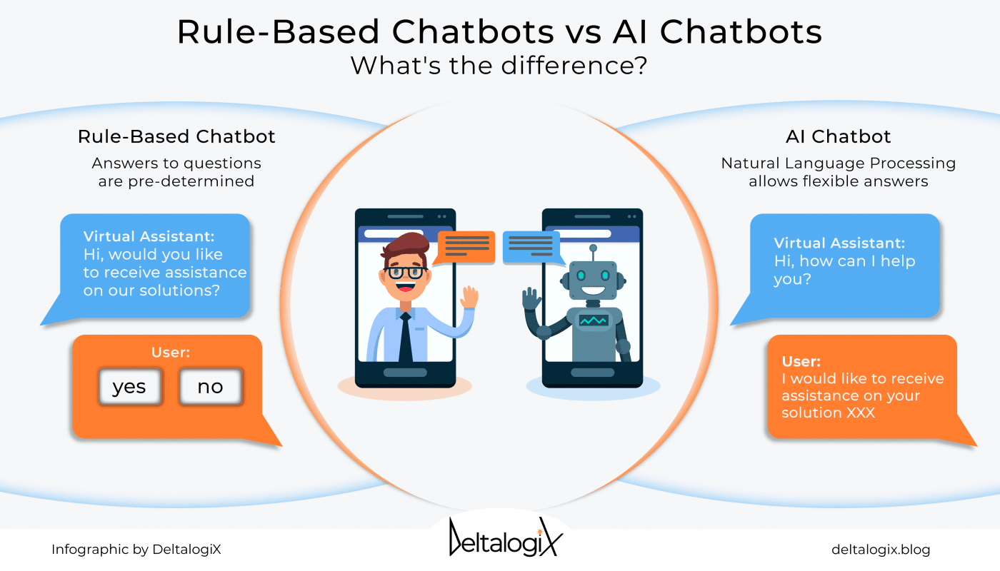 Rule-Based Chatbots vs AI Chatbots
What's the difference?
Rule-Based Chatbot
Answers to questions
are pre-determined
Virtual Assistant:
Hi, would you like
to receive assistance
on our solutions?
User:
yes no
AI Chatbot
Natural Language Processing
allows flexible answers
Virtual Assistant:
Hi, how can I help
you?
User:
I would like to receive
assistance on your
solution XXX
Infographic by DeltalogiX
DeltalogiX
deltalogix.blog